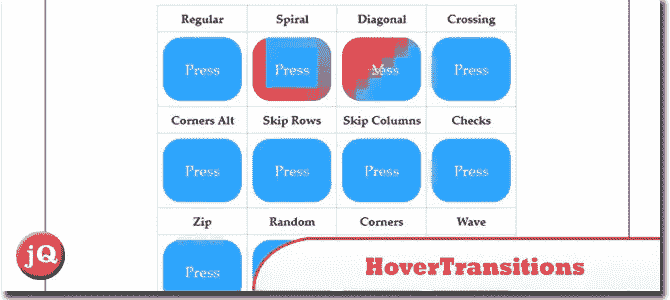 Regular Spiral Diagonal Crossing
Press Press Press
Corners Alt Skip Rows Skip Columns Checks
Press Press Press Press
Zip Random Corners Wave
Press
jQ
HoverTransitions